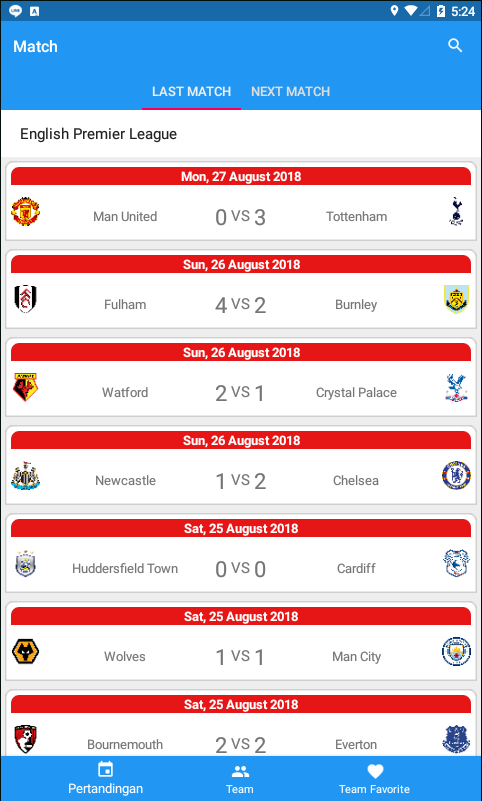 A 5:24
Match
LAST MATCH NEXT MATCH
English Premier League
Mon, 27 August 2018
Man United 0 VS 3 Tottenham
Sun, 26 August 2018
Fulham 4 VS 2 Burnley
Sun, 26 August 2018
Watford 2 VS 1 Crystal Palace
Sun, 26 August 2018
Newcastle 1 VS 2 Chelsea
Sat, 25 August 2018
Huddersfield Town 0 VS 0 Cardiff
Sat, 25 August 2018
Wolves 1 VS 1 Man City
Sat, 25 August 2018
Bournemouth 2 VS 2 Everton
Pertandingan Team Team Favorite